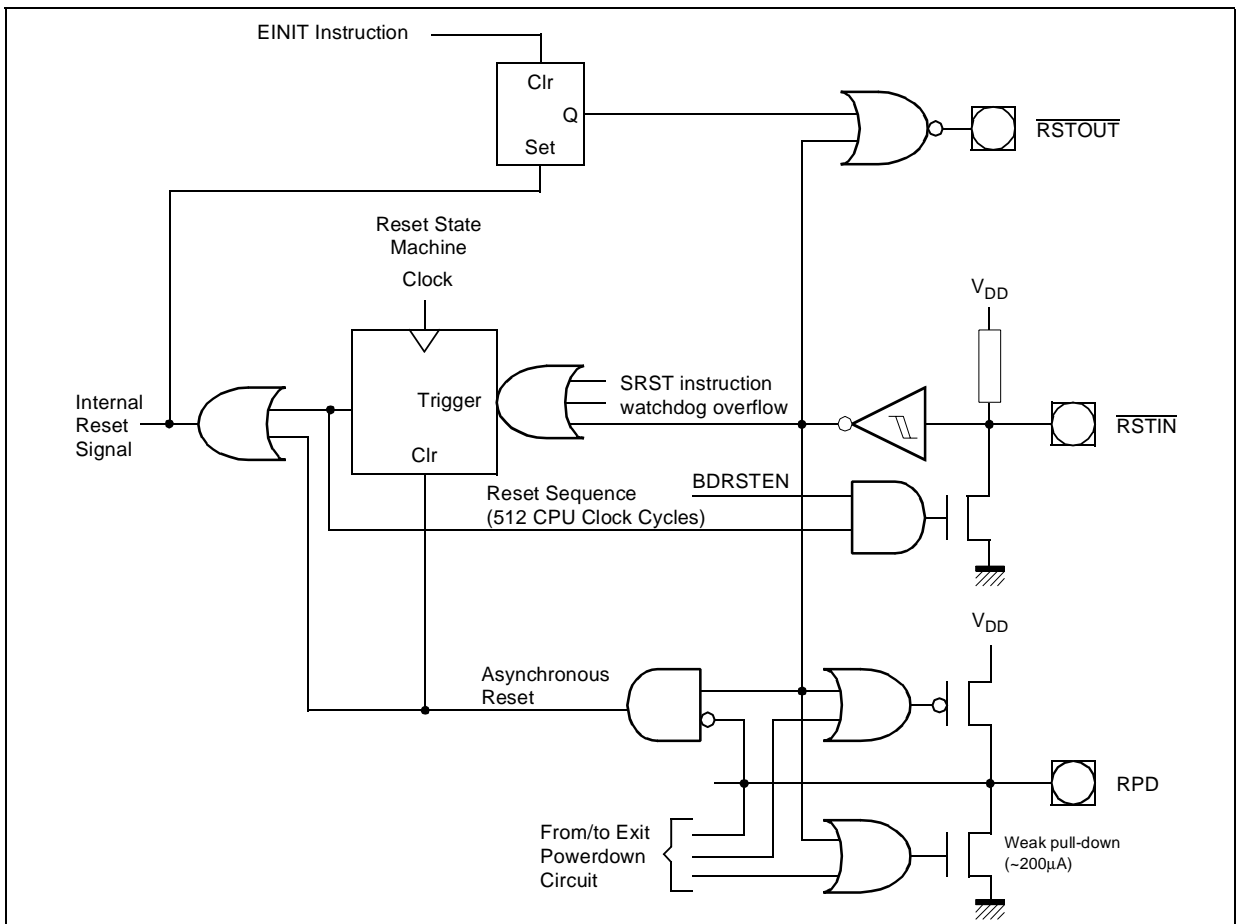 EINIT Instruction
Clr
Q
Set
RSTOUT
Reset State
Machine
Clock
VDD
Trigger
SRST instruction
watchdog overflow
Internal
Reset
Signal
RSTIN
Clr
BDRSTEN
Reset Sequence
(512 CPU Clock Cycles)
VDD
Asynchronous
Reset
RPD
From/to Exit
Powerdown
Circuit
Weak pull-down
(~200µA)